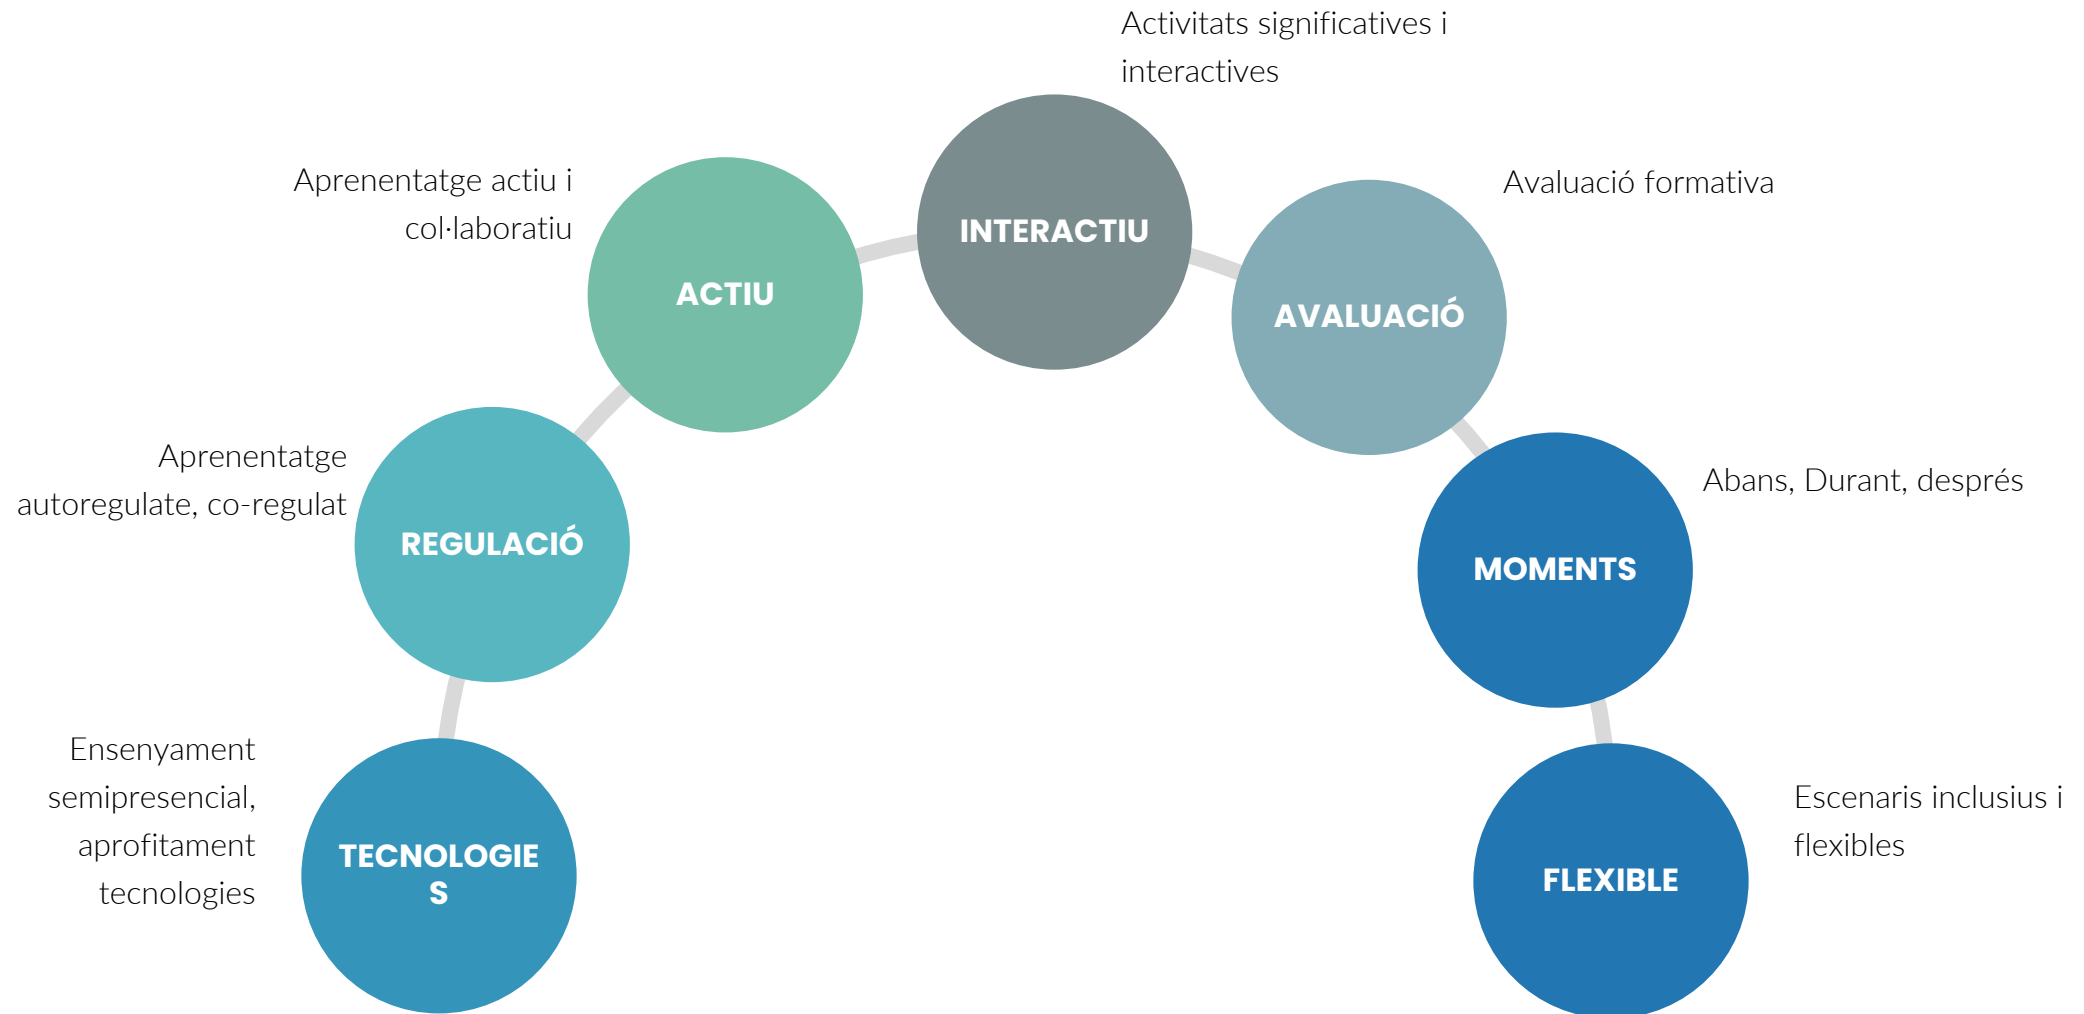 Activitats significatives i
interactives
INTERACTIU
Aprenentatge actiu i
col·laboratiu
ACTIU
Avaluació formativa
AVALUACIÓ
Aprenentatge
autoregulate, co-regulat
REGULACIÓ
Abans, Durant, després
MOMENTS
Ensenyament
semipresencial,
aprofitament
tecnologies
TECNOLOGIE
S
Escenaris inclusius i
flexibles
FLEXIBLE